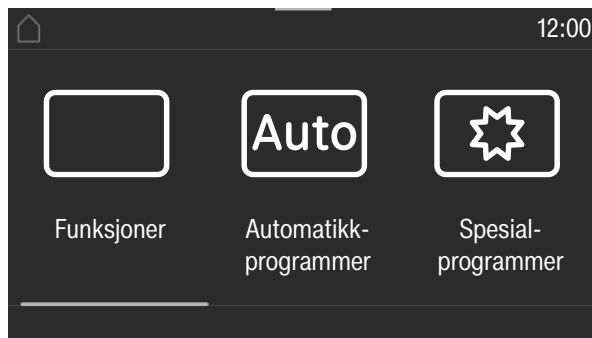 12:00
Auto
Funksjoner
Automatikk-
programmer
Spesial-
programmer